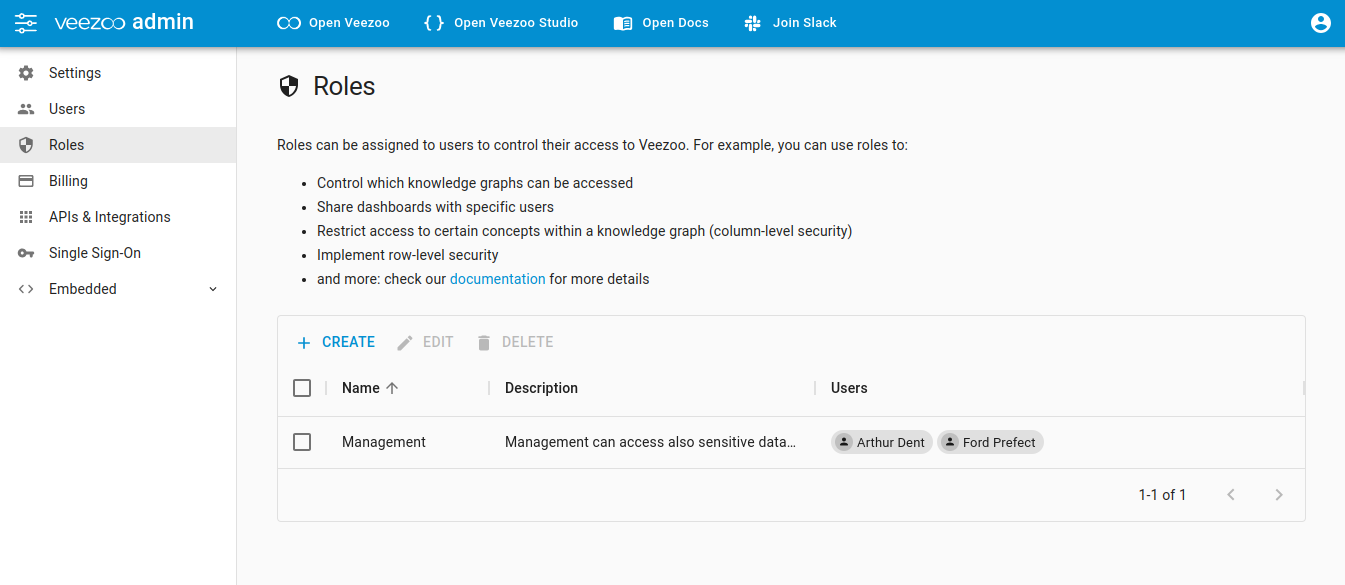 veezoo admin Open Veezoo Open Veezoo Studio Open Docs Join Slack
Settings
Users
Roles
Billing
APIs & Integrations
Single Sign-On
Embedded
Roles
Roles can be assigned to users to control their access to Veezoo. For example, you can use roles to:
• Control which knowledge graphs can be accessed
• Share dashboards with specific users
• Restrict access to certain concepts within a knowledge graph (column-level security)
• Implement row-level security
• and more: check our documentation for more details
CREATE EDIT DELETE
Name Description Users
Management Management can access also sensitive data... Arthur Dent Ford Prefect
1-1 of 1